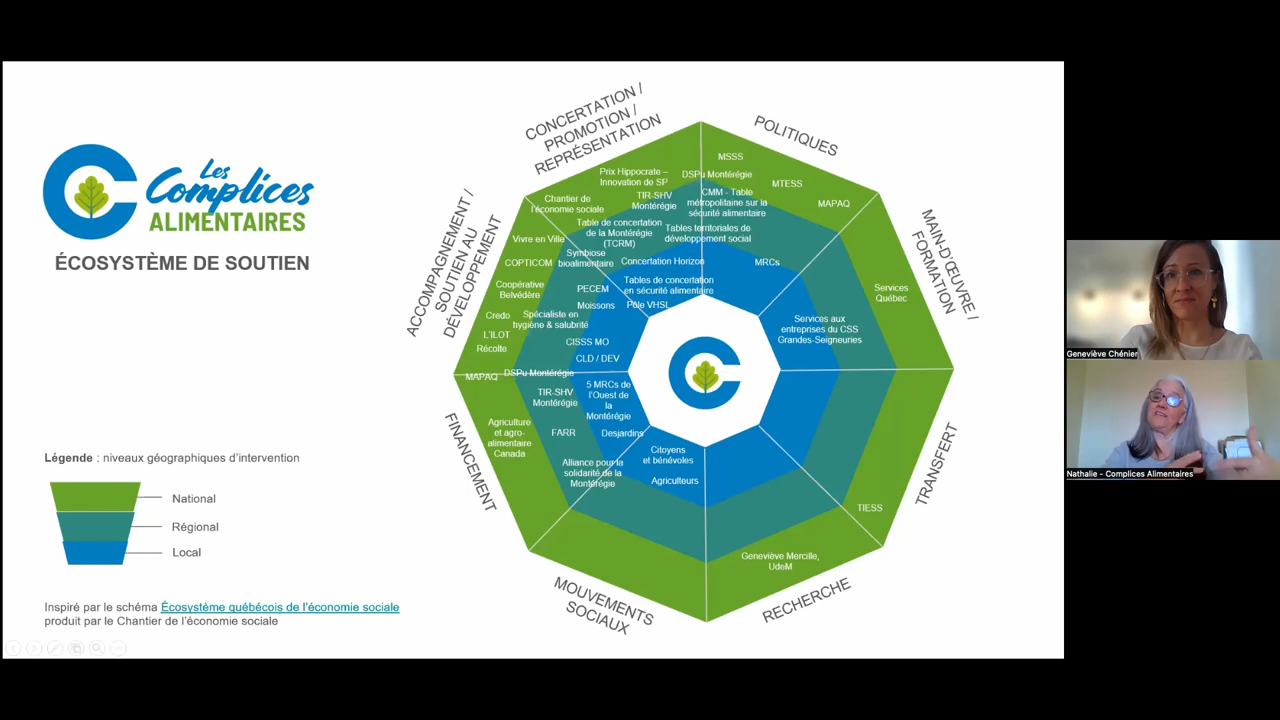 Les
Complices
ALIMENTAIRES
ÉCOSYSTÈME DE SOUTIEN
Légende : niveaux géographiques d'intervention
National
Régional
Local
Inspiré par le schéma Écosystème québécois de l'économie sociale
produit par le Chantier de l'économie sociale
CONCERTATION /
PROMOTION /
REPRÉSENTATION
Prix Hippocrate –
Innovation de SP
Chantier de
l'économie sociale
TIR-SHV
Montérégie
Table de concertation
de la Montérégie
(TCRM)
Symbiose
bioalimentaire
Concertation Horizon
Tables de concertation
en sécurité alimentaire
Pôle VHSL
POLITIQUES
MSSS
DSPu Montérégie
MTESS
CMM - Table
métropolitaine sur la
sécurité alimentaire
MAPAQ
Tables territoriales de
développement social
MRCs
MAIN-D'ŒUVRE /
FORMATION
Services
Québec
Services aux
entreprises du CSS
Grandes-Seigneuries
TRANSFERT
TIESS
RECHERCHE
Geneviève Mercille,
UdeM
MOUVEMENTS
SOCIAUX
Citoyens
et bénévoles
Agriculteurs
Alliance pour la
solidarité de la
Montérégie
FINANCEMENT
MAPAQ
DSPu Montérégie
TIR-SHV
Montérégie
5 MRCs de
l'Ouest de
la
Montérégie
Agriculture
et agro-
alimentaire
Canada
FARR
Desjardins
ACCOMPAGNEMENT /
SOUTIEN AU
DÉVELOPPEMENT
Vivre en Ville
COPTICOM
Coopérative
Belvédère
Credo
L'ILOT
Récolte
PECEM
Moissons
Spécialiste en
hygiène & salubrité
CISSS MO
CLD / DEV
Geneviève Chénier
Nathalie - Complices Alimentaires